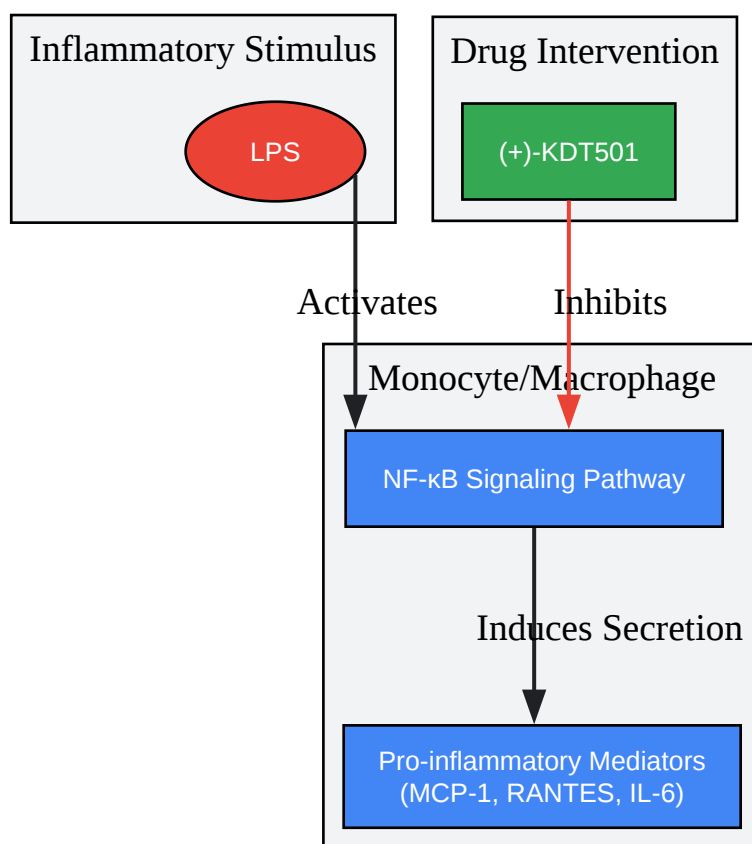 Inflammatory Stimulus
Drug Intervention
LPS
(+)-KDT501
Activates
Inhibits
Monocyte/Macrophage
NF-κB Signaling Pathway
Induces Secretion
Pro-inflammatory Mediators
(MCP-1, RANTES, IL-6)